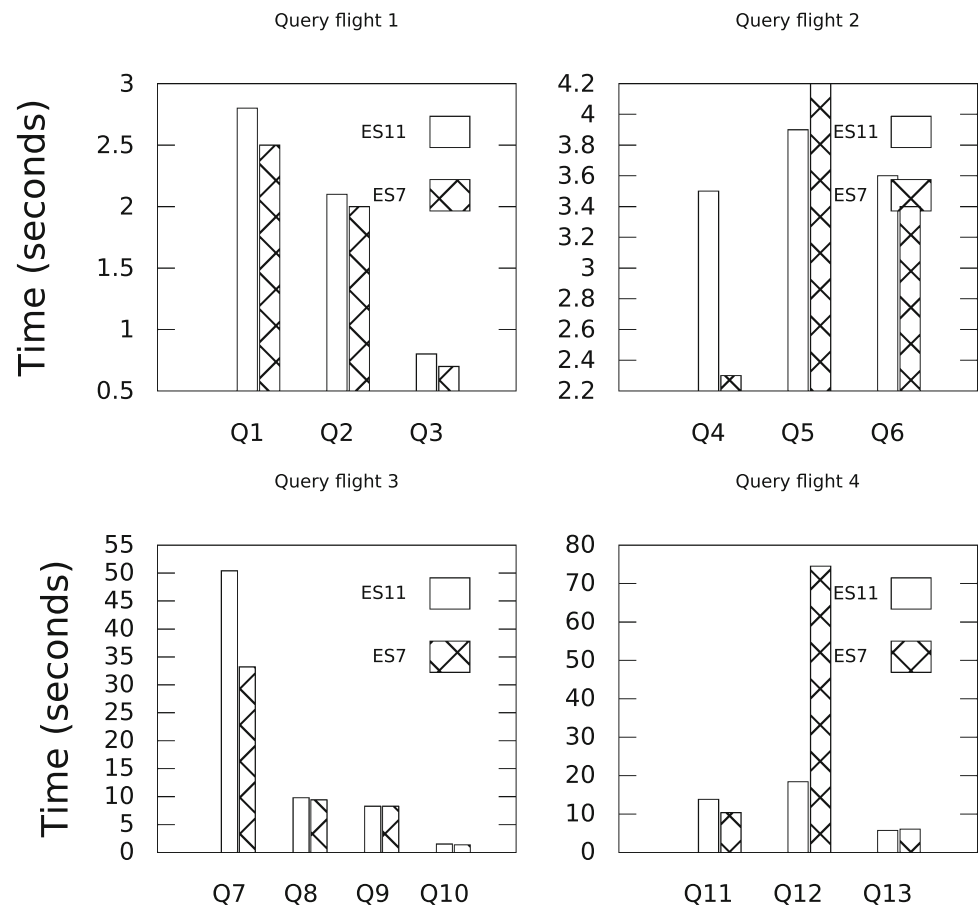 Query flight 1
Time (seconds)
3
2.5
2
1.5
1
0.5
ES11
ES7
Q1 Q2 Q3
Query flight 2
4.2
4
3.8
3.6
3.4
3.2
3
2.8
2.6
2.4
2.2
ES11
ES7
Q4 Q5 Q6
Query flight 3
Time (seconds)
55
50
45
40
35
30
25
20
15
10
5
0
ES11
ES7
Q7 Q8 Q9 Q10
Query flight 4
80
70
60
50
40
30
20
10
0
ES11
ES7
Q11 Q12 Q13